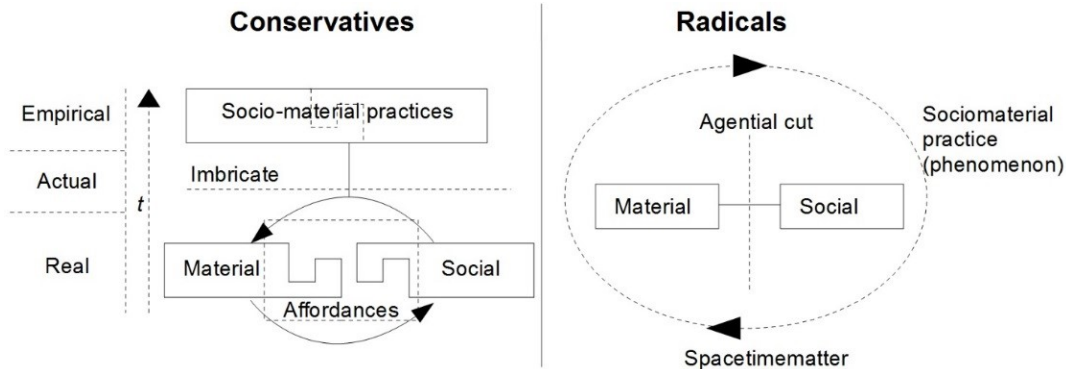 Conservatives
Empirical
Actual
Real
t
Socio-material practices
Imbricate
Material
Social
Affordances
Radicals
Agential cut
Sociomaterial
practice
(phenomenon)
Material
Social
Spacetimematter